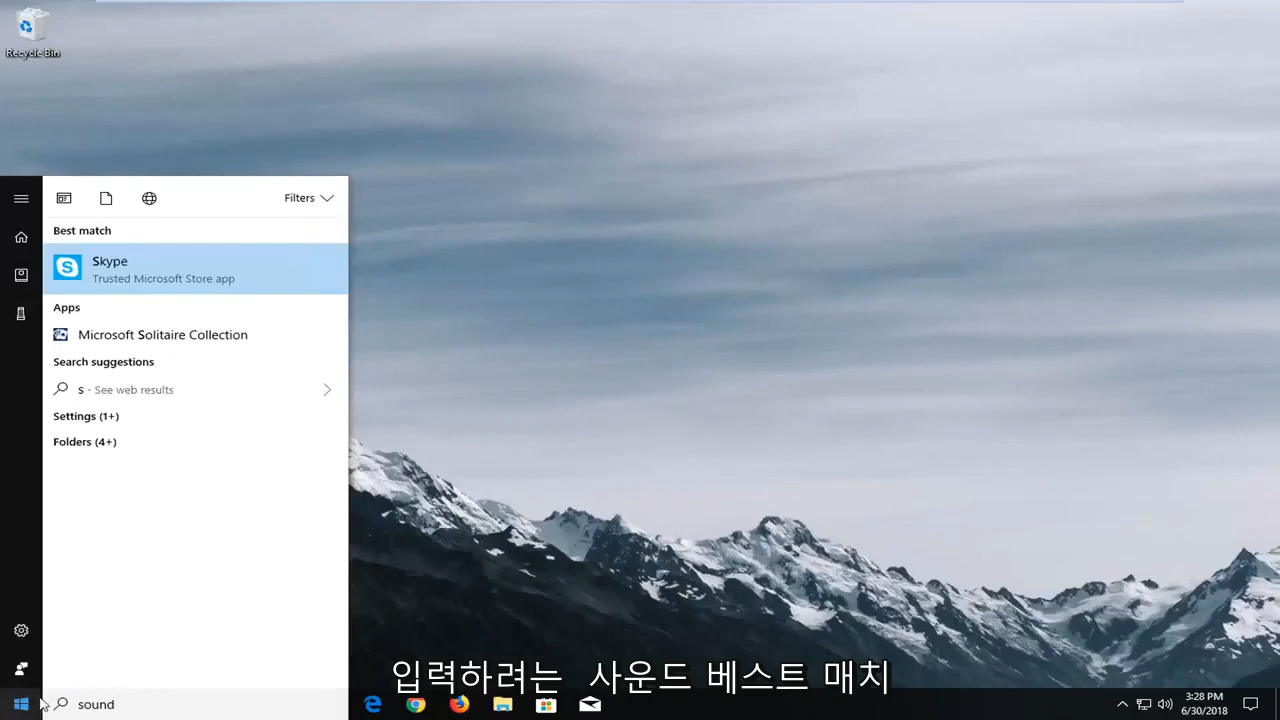 Recycle Bin
Filters
Best match
Skype
Trusted Microsoft Store app
Apps
Microsoft Solitaire Collection
Search suggestions
s - See web results
Settings (1+)
Folders (4+)
입력하려는 사운드 베스트 매치
sound
3:28 PM
6/30/2018